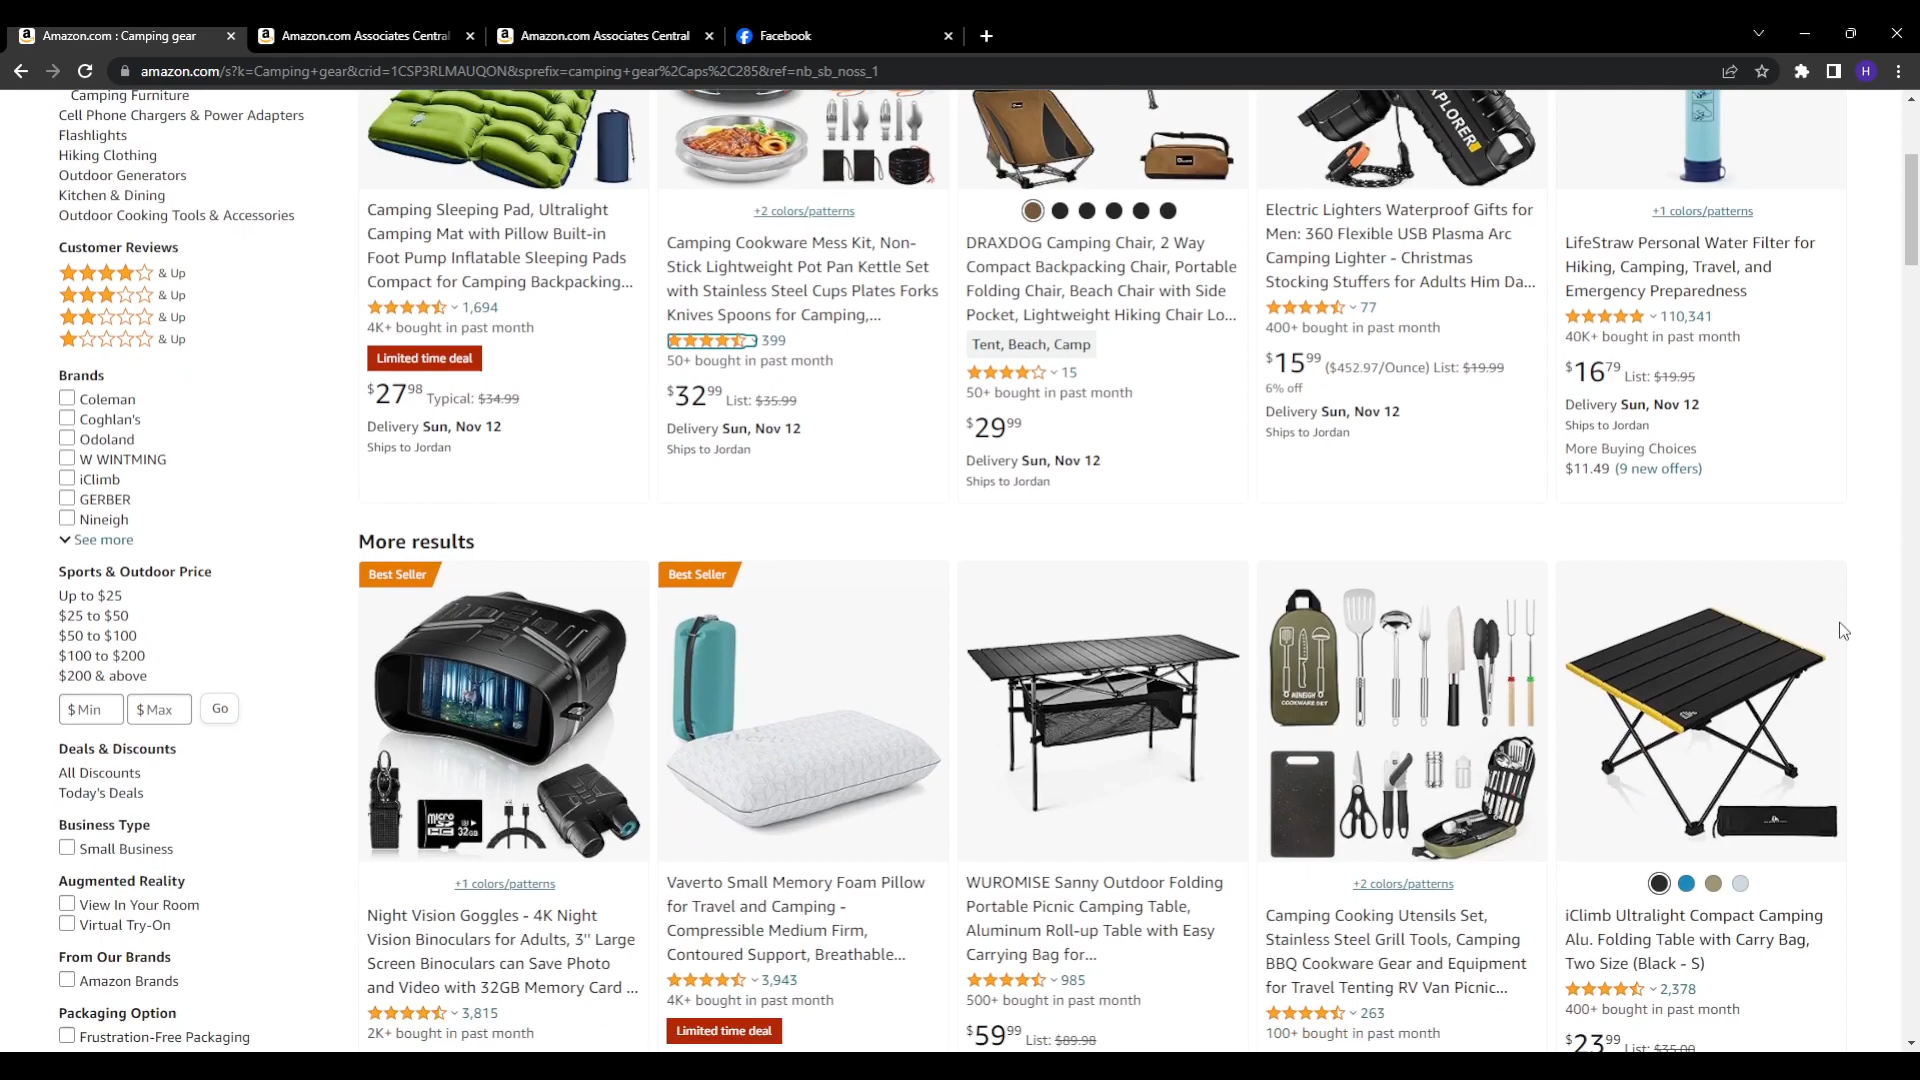 Amazon.com : Camping gear
Amazon.com Associates Central
Amazon.com Associates Central
Facebook
amazon.com/s?k=Camping+gear&crid=1CSP3RLMAUQON&sprefix=camping+gear%2Caps%2C285&ref=nb_sb_noss_1
H
Camping Furniture
Cell Phone Chargers & Power Adapters
Flashlights
Hiking Clothing
Outdoor Generators
Kitchen & Dining
Outdoor Cooking Tools & Accessories
Customer Reviews
& Up
& Up
& Up
& Up
Brands
Coleman
Coghlan's
Odoland
W WINTMING
iClimb
GERBER
Nineigh
See more
Sports & Outdoor Price
Up to $25
$25 to $50
$50 to $100
$100 to $200
$200 & above
$ Min
$ Max
Go
Deals & Discounts
All Discounts
Today's Deals
Business Type
Small Business
Augmented Reality
View In Your Room
Virtual Try-On
From Our Brands
Amazon Brands
Packaging Option
Frustration-Free Packaging
Camping Sleeping Pad, Ultralight
Camping Mat with Pillow Built-in
Foot Pump Inflatable Sleeping Pads
Compact for Camping Backpacking...
1,694
4K+ bought in past month
Limited time deal
$27 98 Typical: $34.99
Delivery Sun, Nov 12
Ships to Jordan
+2 colors/patterns
Camping Cookware Mess Kit, Non-
Stick Lightweight Pot Pan Kettle Set
with Stainless Steel Cups Plates Forks
Knives Spoons for Camping,...
399
50+ bought in past month
$32 99 List: $35.99
Delivery Sun, Nov 12
Ships to Jordan
DRAXDOG Camping Chair, 2 Way
Compact Backpacking Chair, Portable
Folding Chair, Beach Chair with Side
Pocket, Lightweight Hiking Chair Lo...
Tent, Beach, Camp
15
50+ bought in past month
$29 99
Delivery Sun, Nov 12
Ships to Jordan
XPLORER
Electric Lighters Waterproof Gifts for
Men: 360 Flexible USB Plasma Arc
Camping Lighter - Christmas
Stocking Stuffers for Adults Him Da...
77
400+ bought in past month
$15 99 ($452.97/Ounce) List: $19.99
6% off
Delivery Sun, Nov 12
Ships to Jordan
+1 colors/patterns
LifeStraw Personal Water Filter for
Hiking, Camping, Travel, and
Emergency Preparedness
110,341
40K+ bought in past month
$16 79 List: $19.95
Delivery Sun, Nov 12
Ships to Jordan
More Buying Choices
$11.49 (9 new offers)
More results
Best Seller
micro
SD
HC 32GB
+1 colors/patterns
Night Vision Goggles - 4K Night
Vision Binoculars for Adults, 3'' Large
Screen Binoculars can Save Photo
and Video with 32GB Memory Card ...
3,815
2K+ bought in past month
Best Seller
Vaverto Small Memory Foam Pillow
for Travel and Camping -
Compressible Medium Firm,
Contoured Support, Breathable...
3,943
4K+ bought in past month
Limited time deal
WUROMISE Sanny Outdoor Folding
Portable Picnic Camping Table,
Aluminum Roll-up Table with Easy
Carrying Bag for...
985
500+ bought in past month
$59 99 List: $89.98
NINEIGH
COOKWARE SET
+2 colors/patterns
Camping Cooking Utensils Set,
Stainless Steel Grill Tools, Camping
BBQ Cookware Gear and Equipment
for Travel Tenting RV Van Picnic...
263
100+ bought in past month
iClimb Ultralight Compact Camping
Alu. Folding Table with Carry Bag,
Two Size (Black - S)
2,378
400+ bought in past month
$23 99 List: $35.00